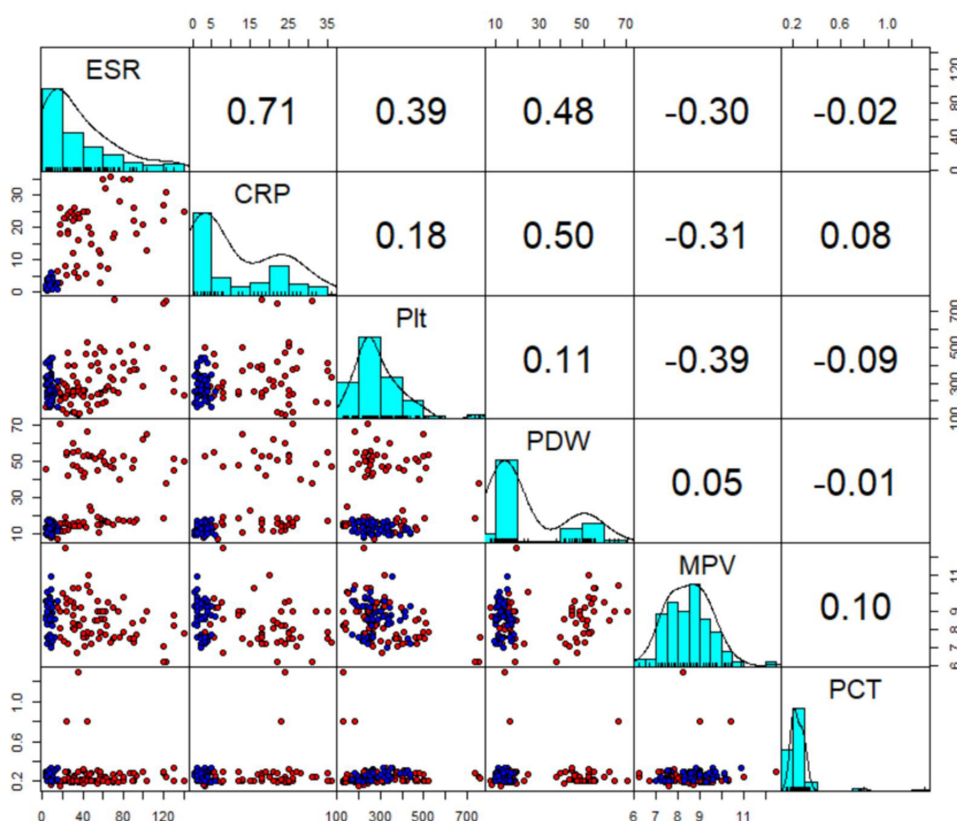 0 5 15 25 35 10 30 50 70 0.2 0.6 1.0
ESR 0.71 0.39 0.48 -0.30 -0.02 0 40 80 120
0 10 20 30 CRP 0.18 0.50 -0.31 0.08
Plt 0.11 -0.39 -0.09 100 300 500 700
10 30 50 70 PDW 0.05 -0.01
MPV 0.10 6 7 8 9 11
0.2 0.6 1.0 PCT
0 40 80 120 100 300 500 700 6 7 8 9 11